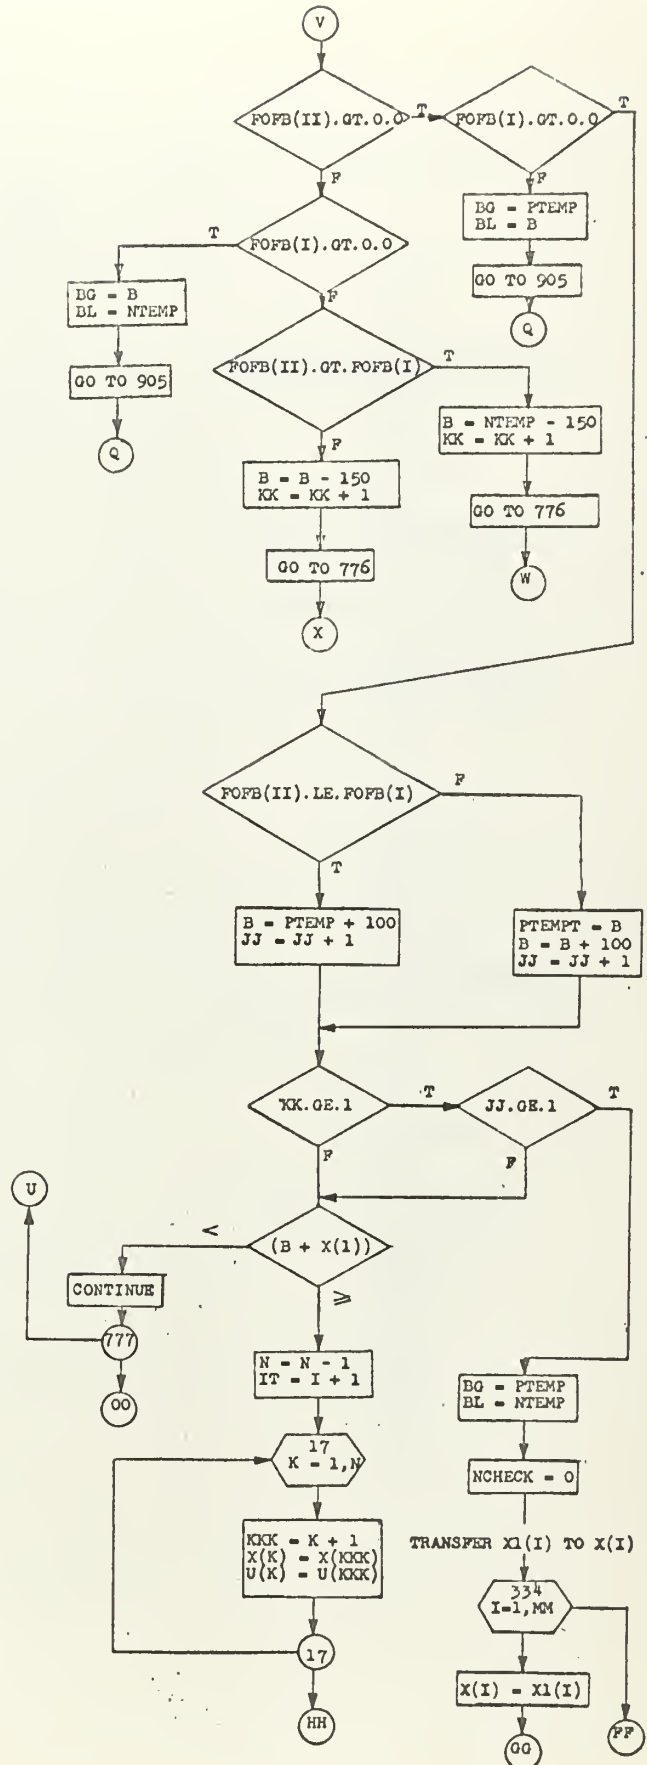 V
FOFB(II).GT.0.0
T
FOFB(I).GT.0.0
T
F
F
BG = PTEMP
BL = B
GO TO 905
Q
T
FOFB(I).GT.0.0
BG = B
BL = NTEMP
GO TO 905
Q
F
FOFB(II).GT.FOFB(I)
T
B = NTEMP - 150
KK = KK + 1
GO TO 776
W
F
B = B - 150
KK = KK + 1
GO TO 776
X
FOFB(II).LE.FOFB(I)
F
T
B = PTEMP + 100
JJ = JJ + 1
PTEMPT = B
B = B + 100
JJ = JJ + 1
KK.GE.1
T
JJ.GE.1
T
F
F
U
<
(B + X(1))
CONTINUE
777
OO
≥
N = N - 1
IT = I + 1
17
K = 1,N
KKK = K + 1
X(K) = X(KKK)
U(K) = U(KKK)
17
HH
BG = PTEMP
BL = NTEMP
NCHECK = 0
TRANSFER X1(I) TO X(I)
334
I=1,MM
X(I) = X1(I)
GG
FF